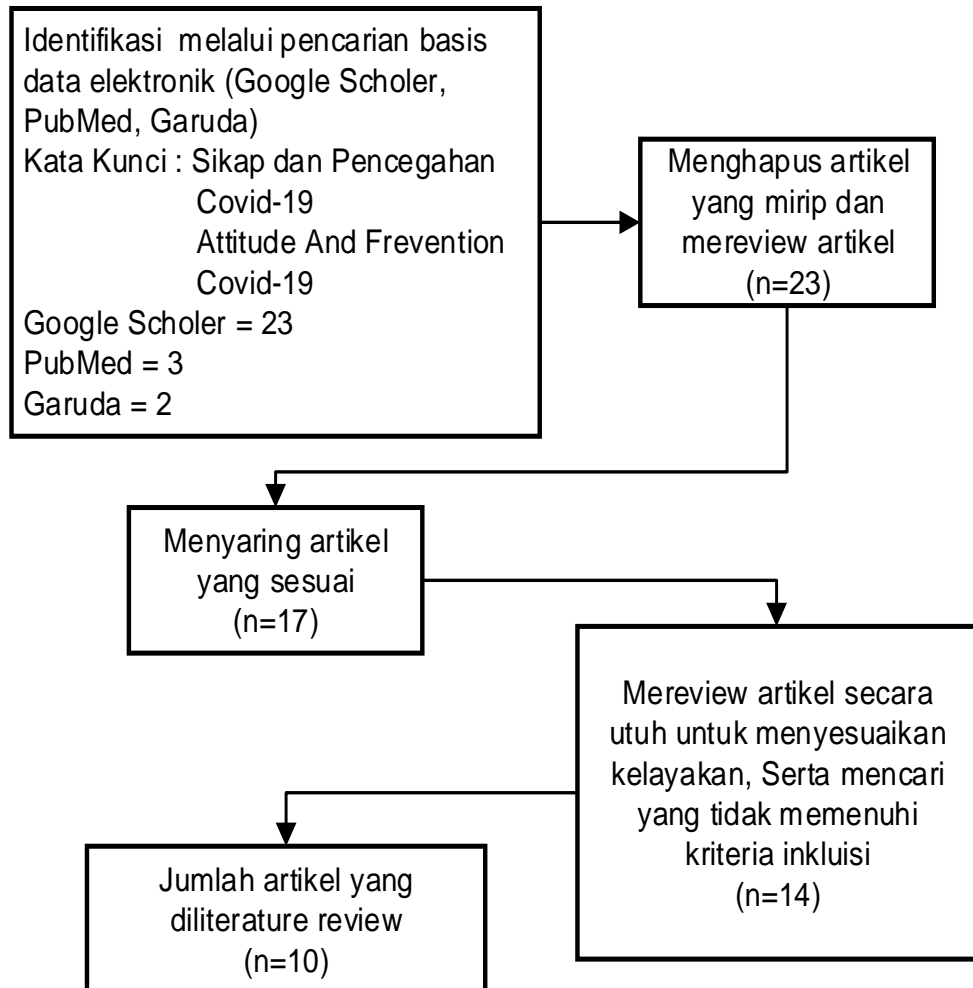 Identifikasi  melalui pencarian basis
data elektronik (Google Scholer,
PubMed, Garuda)
Kata Kunci : Sikap dan Pencegahan
Covid-19
Attitude And Frevention
Covid-19
Google Scholer = 23
PubMed = 3
Garuda = 2
Menghapus artikel
yang mirip dan
mereview artikel
(n=23)
Menyaring artikel
yang sesuai
(n=17)
Mereview artikel secara
utuh untuk menyesuaikan
kelayakan, Serta mencari
yang tidak memenuhi
kriteria inkluisi
(n=14)
Jumlah artikel yang
diliterature review
(n=10)